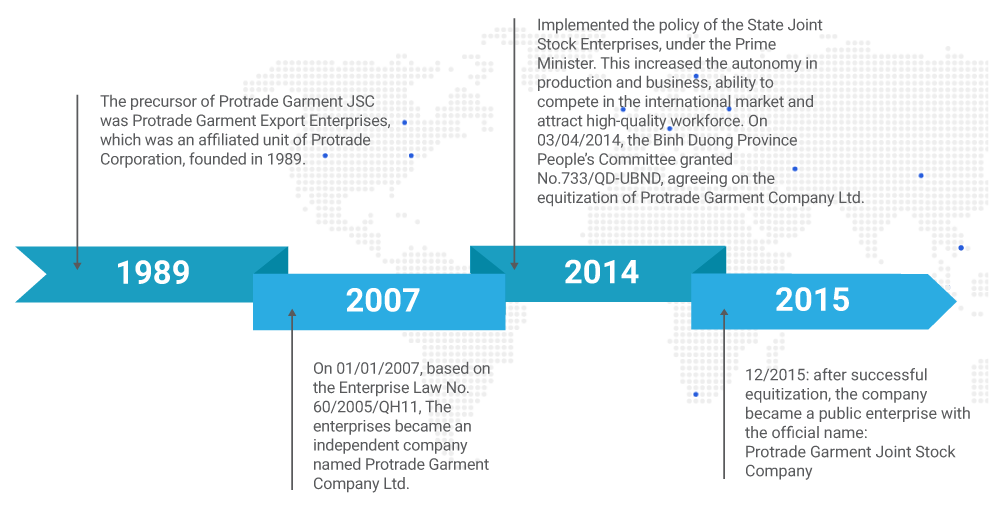 The precursor of Protrade Garment JSC
was Protrade Garment Export Enterprises,
which was an affiliated unit of Protrade
Corporation, founded in 1989.
Implemented the policy of the State Joint
Stock Enterprises, under the Prime
Minister. This increased the autonomy in
production and business, ability to
compete in the international market and
attract high-quality workforce. On
03/04/2014, the Binh Duong Province
People's Committee granted
No.733/QD-UBND, agreeing on the
equitization of Protrade Garment Company Ltd.
1989
2007
2014
2015
On 01/01/2007, based on
the Enterprise Law No.
60/2005/QH11, The
enterprises became an
independent company
named Protrade Garment
Company Ltd.
12/2015: after successful
equitization, the company
became a public enterprise with
the official name:
Protrade Garment Joint Stock
Company